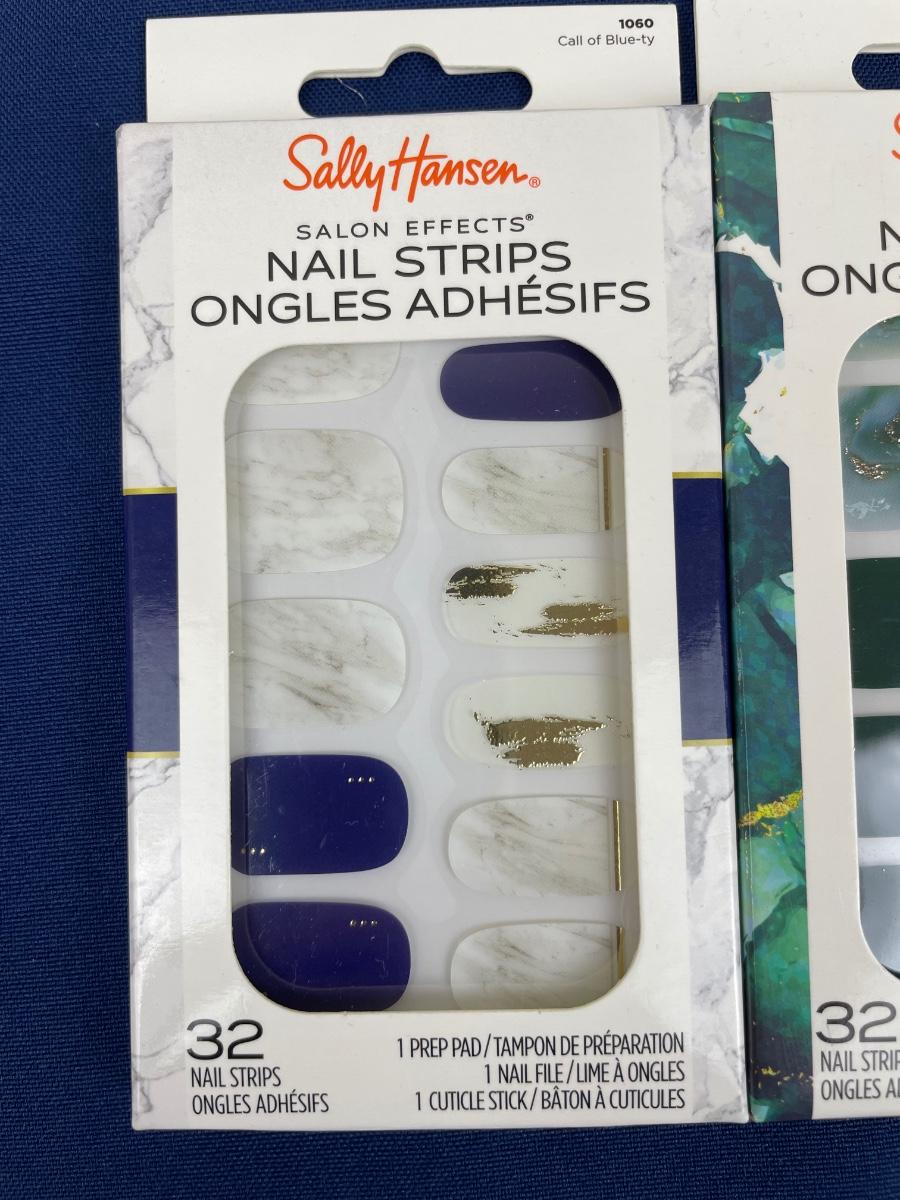 1060
Call of Blue-ty
Sally Hansen®
SALON EFFECTS®
NAIL STRIPS
ONGLES ADHÉSIFS
32
NAIL STRIPS
ONGLES ADHÉSIFS
1 PREP PAD / TAMPON DE PRÉPARATION
1 NAIL FILE / LIME À ONGLES
1 CUTICLE STICK / BÂTON À CUTICULES
32